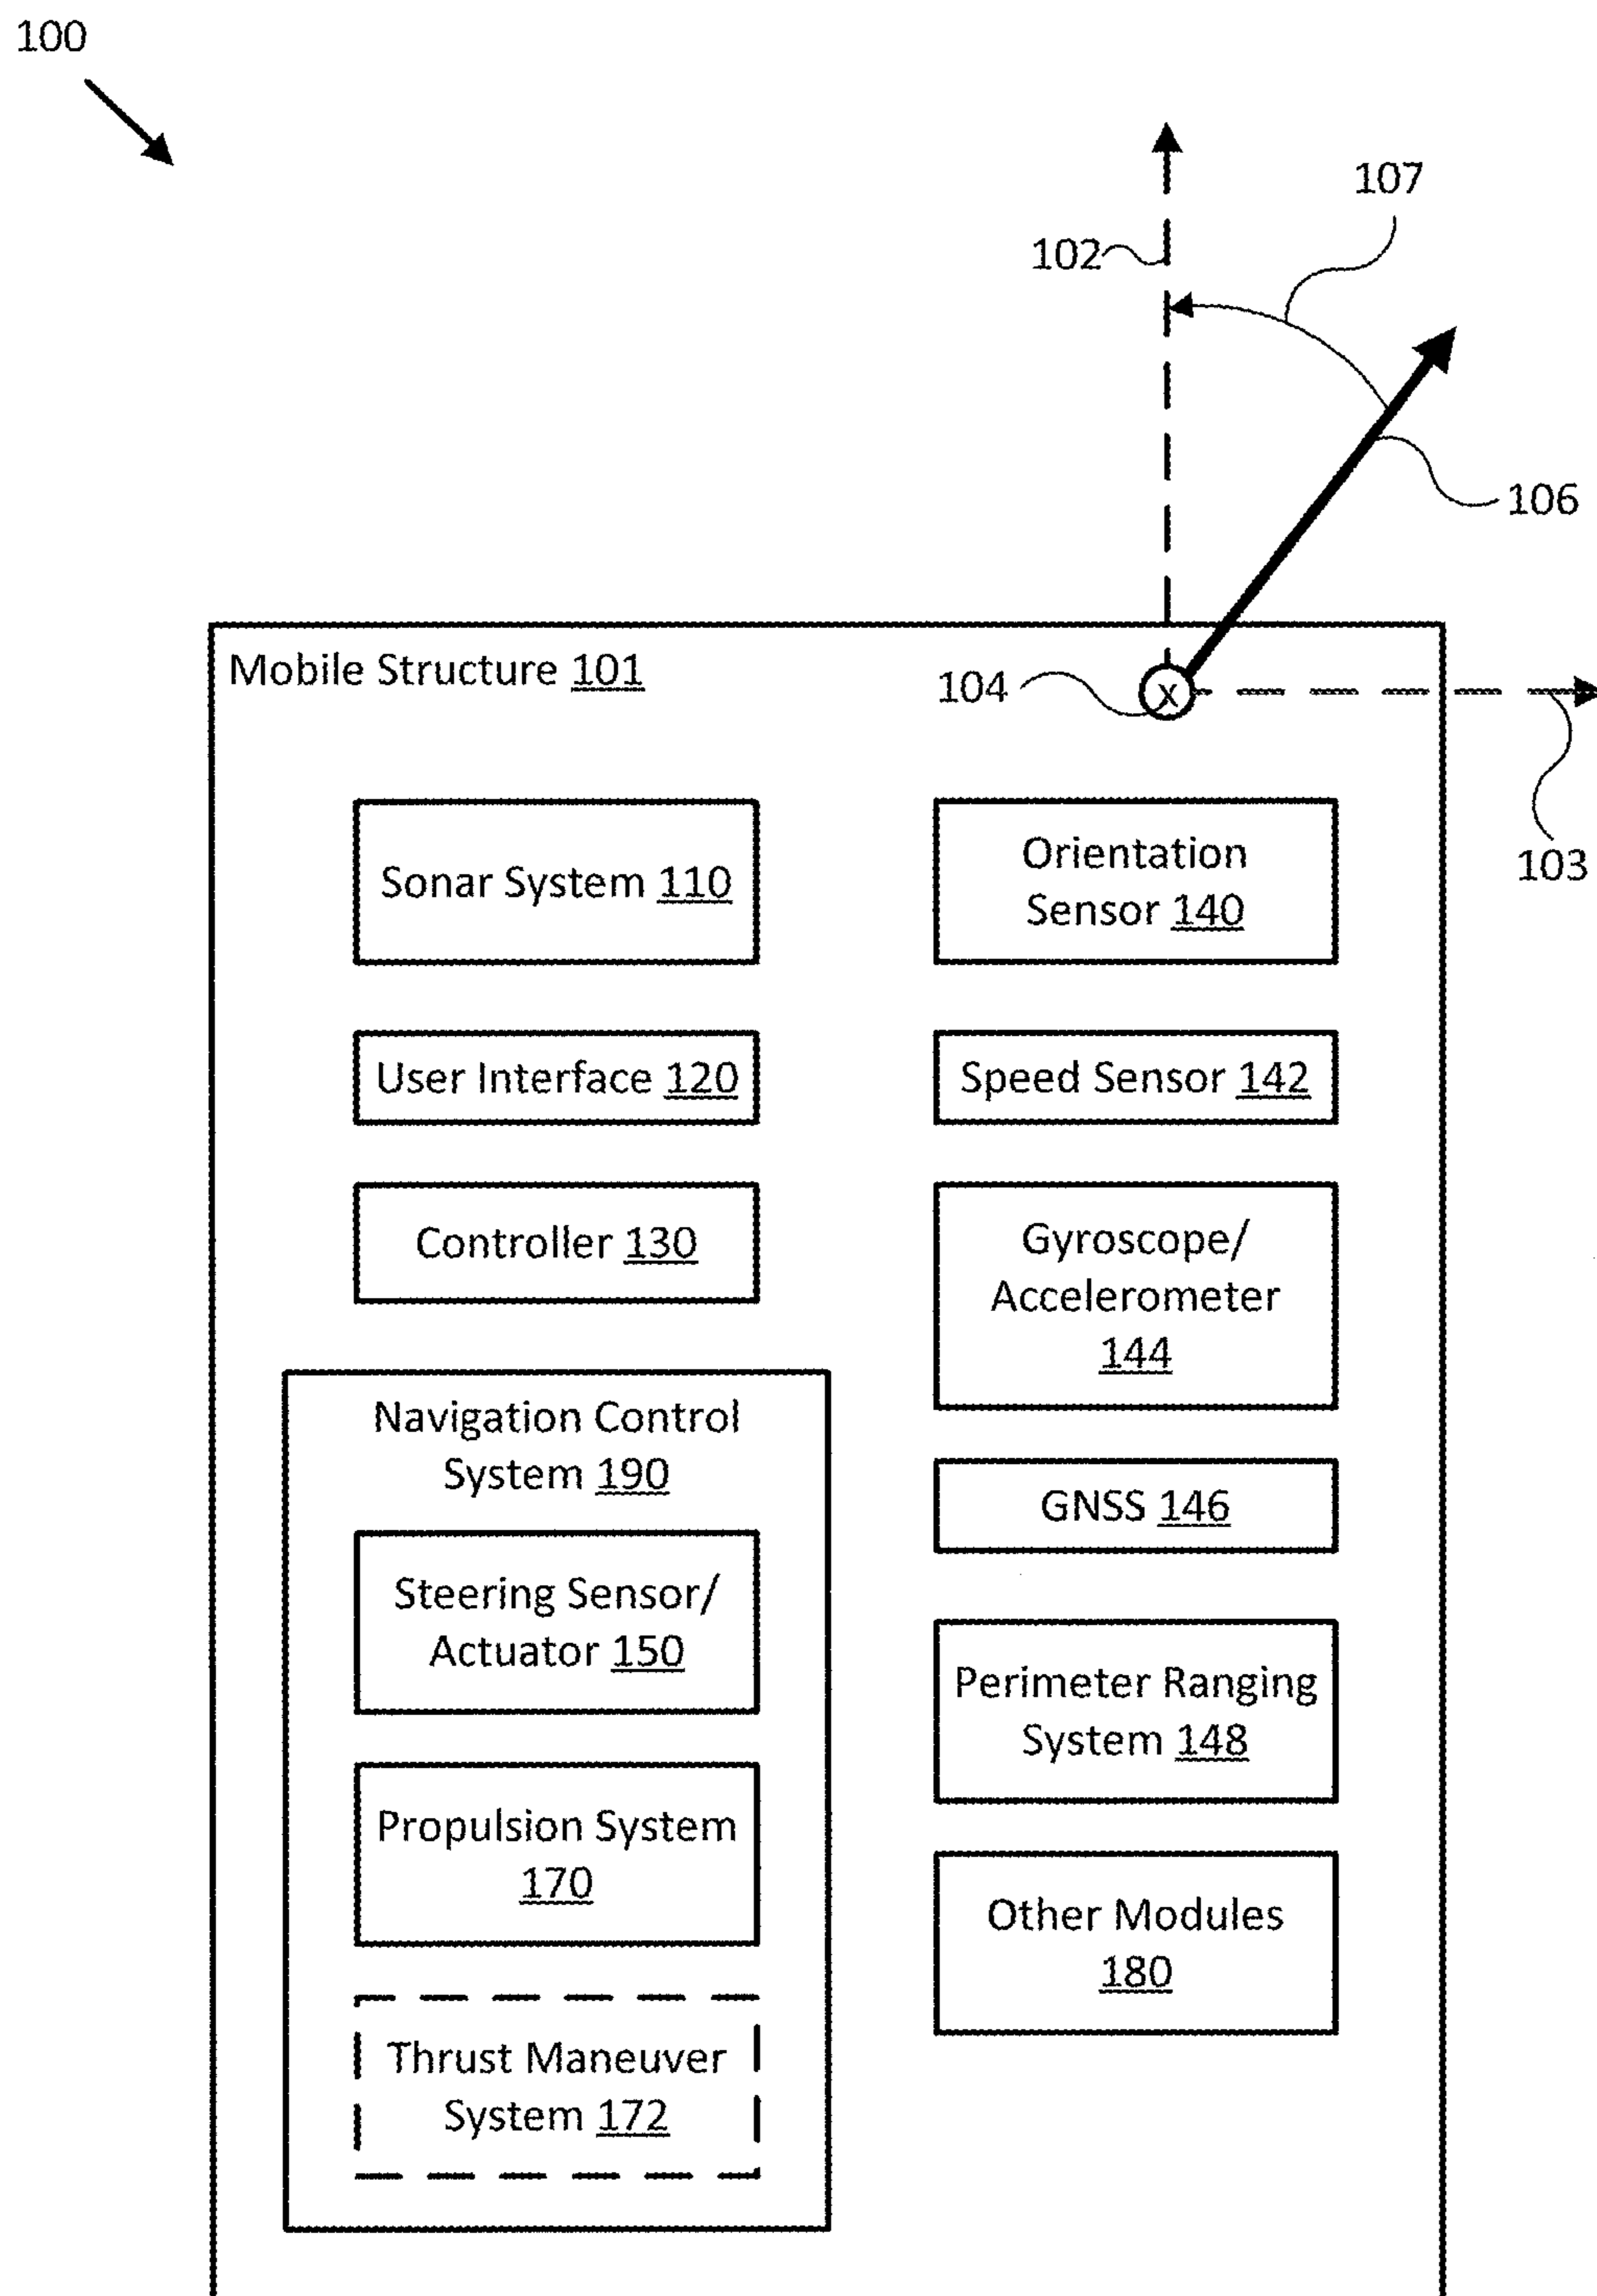 100
107
102
106
Mobile Structure 101
104
103
Sonar System 110
Orientation
Sensor 140
User Interface 120
Speed Sensor 142
Controller 130
Gyroscope/
Accelerometer
144
Navigation Control
System 190
GNSS 146
Steering Sensor/
Actuator 150
Perimeter Ranging
System 148
Propulsion System
170
Other Modules
180
Thrust Maneuver
System 172
x